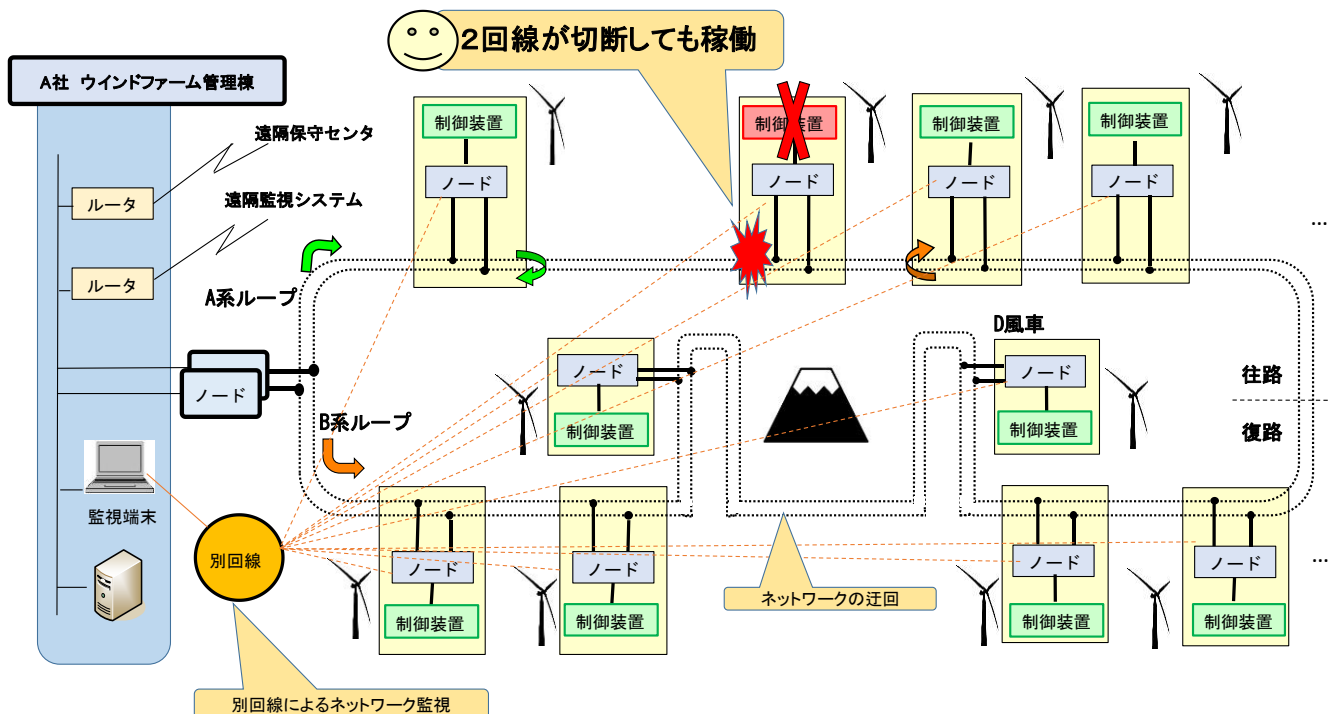 2回線が切断しても稼働
A社 ウインドファーム管理棟
遠隔保守センタ
ルータ
遠隔監視システム
ルータ
A系ループ
ノード
B系ループ
監視端末
別回線
別回線によるネットワーク監視
制御装置
ノード
制御装置
ノード
制御装置
ノード
制御装置
ノード
…
ノード
制御装置
D風車
ノード
制御装置
往路
復路
ノード
制御装置
ノード
制御装置
ネットワークの迂回
ノード
制御装置
ノード
制御装置
…